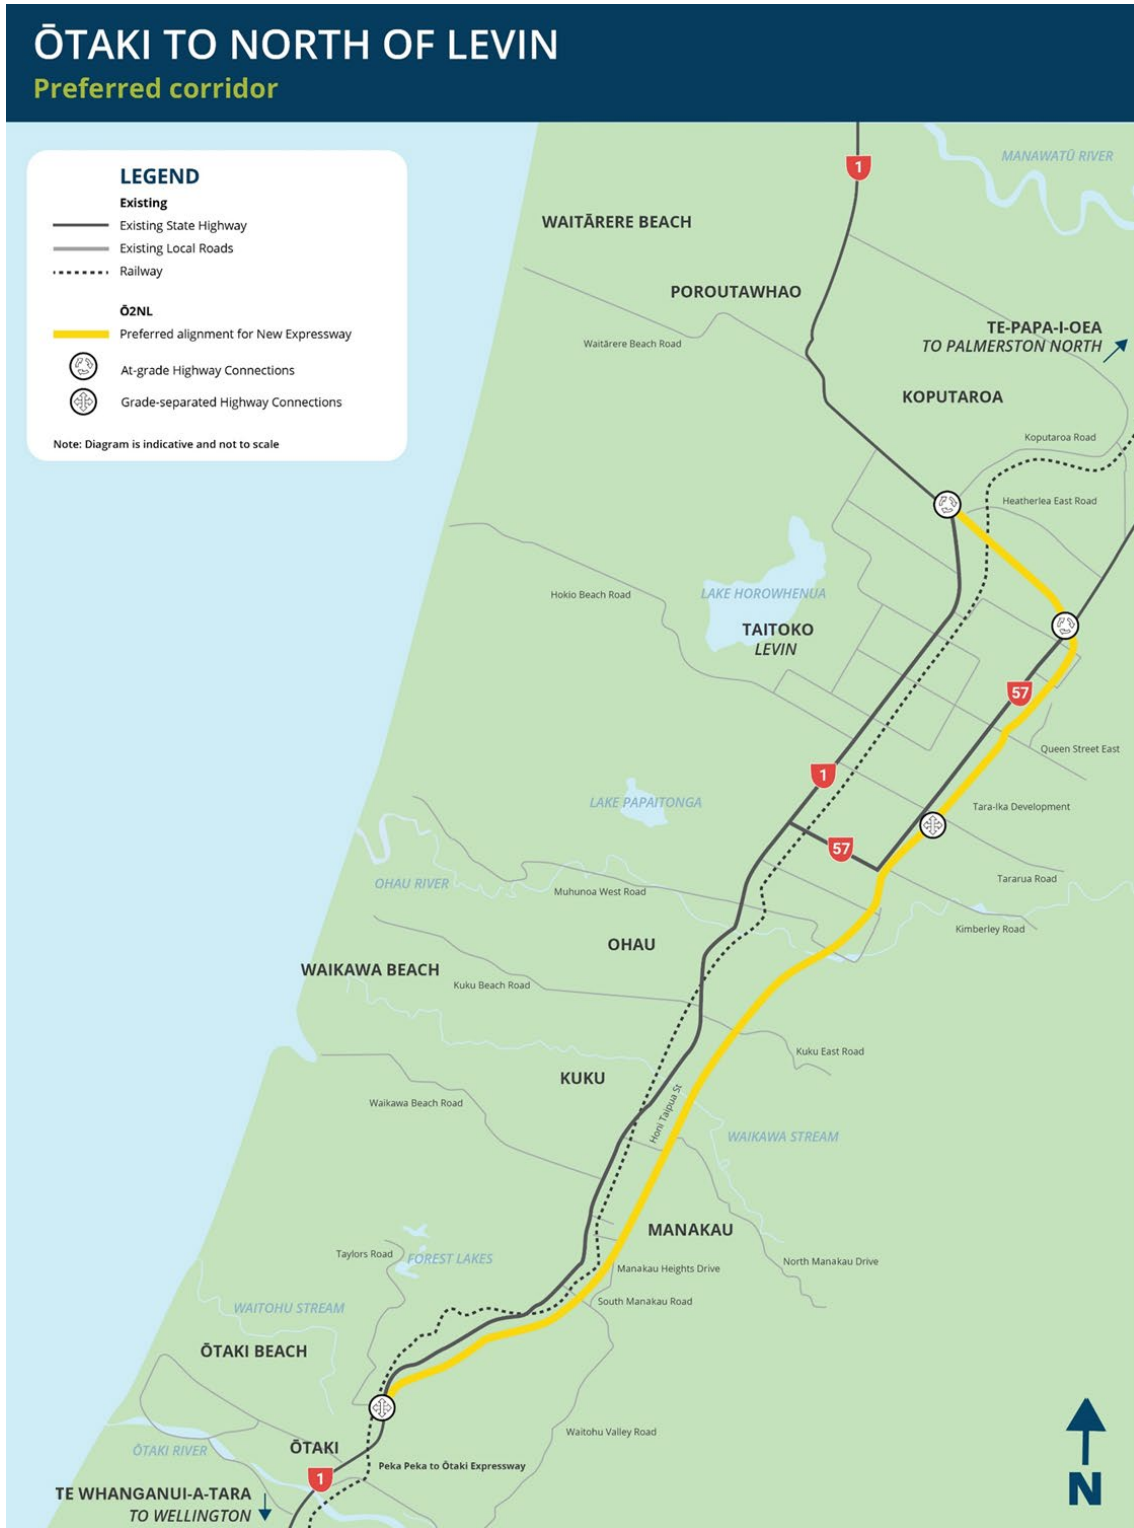 ŌTAKI TO NORTH OF LEVIN
Preferred corridor
LEGEND
Existing
Existing State Highway
Existing Local Roads
Railway
Ō2NL
Preferred alignment for New Expressway
At-grade Highway Connections
Grade-separated Highway Connections
Note: Diagram is indicative and not to scale
MANAWATŪ RIVER
1
WAITĀRERE BEACH
POROUTAWHAO
TE-PAPA-I-OEA
TO PALMERSTON NORTH
Waitārere Beach Road
KOPUTAROA
Koputaroa Road
Heatherlea East Road
Hokio Beach Road
LAKE HOROWHENUA
TAITOKO
LEVIN
57
Queen Street East
1
LAKE PAPAITONGA
Tara-Ika Development
57
OHAU RIVER
Muhunoa West Road
Tararua Road
Kimberley Road
OHAU
WAIKAWA BEACH
Kuku Beach Road
Kuku East Road
KUKU
Waikawa Beach Road
Honi Taipua St
WAIKAWA STREAM
MANAKAU
Taylors Road
FOREST LAKES
North Manakau Drive
Manakau Heights Drive
South Manakau Road
WAITOHU STREAM
ŌTAKI BEACH
Waitohu Valley Road
ŌTAKI RIVER
ŌTAKI
Peka Peka to Ōtaki Expressway
1
TE WHANGANUI-A-TARA
TO WELLINGTON
N